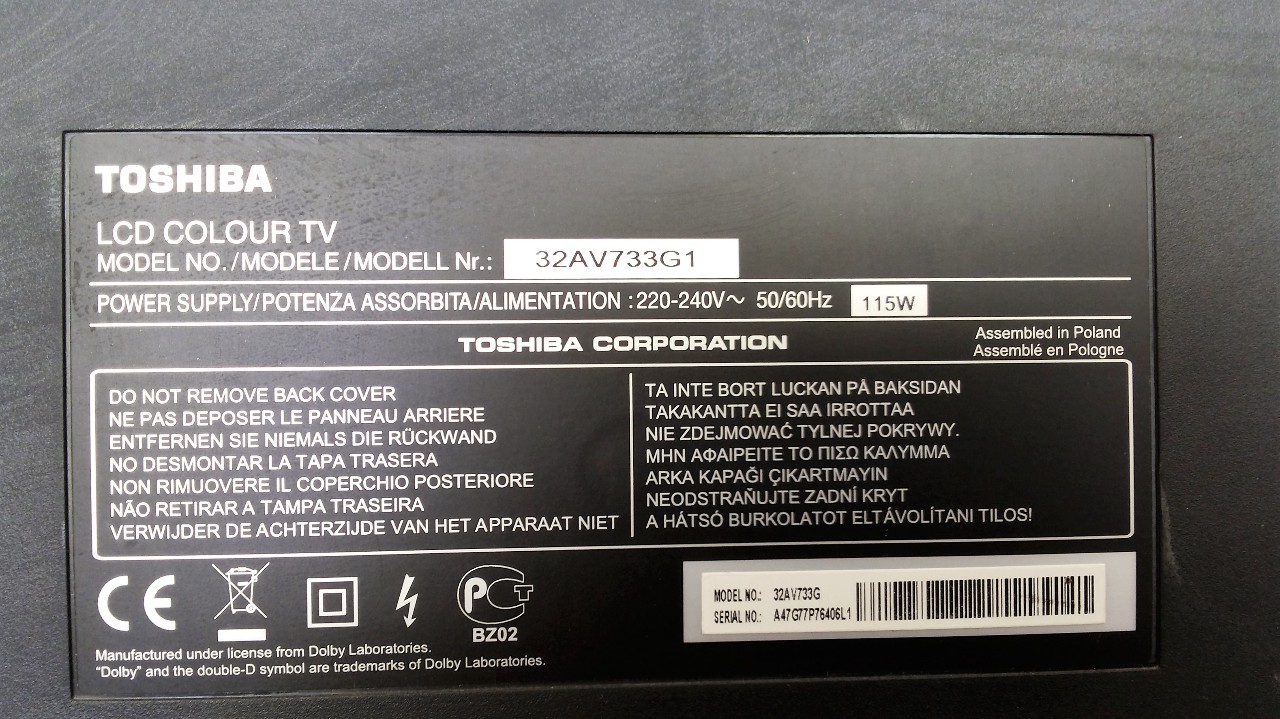 TOSHIBA
LCD COLOUR TV
MODEL NO./MODELE/MODELL Nr.: 32AV733G1
POWER SUPPLY/POTENZA ASSORBITA/ALIMENTATION : 220-240V~ 50/60Hz 115W
TOSHIBA CORPORATION
Assembled in Poland
Assemblé en Pologne
DO NOT REMOVE BACK COVER
NE PAS DEPOSER LE PANNEAU ARRIERE
ENTFERNEN SIE NIEMALS DIE RÜCKWAND
NO DESMONTAR LA TAPA TRASERA
NON RIMUOVERE IL COPERCHIO POSTERIORE
NÃO RETIRAR A TAMPA TRASEIRA
VERWIJDER DE ACHTERZIJDE VAN HET APPARAAT NIET
TA INTE BORT LUCKAN PÅ BAKSIDAN
TAKAKANTTA EI SAA IRROTTAA
NIE ZDEJMOWAĆ TYLNEJ POKRYWY.
ΜΗΝ ΑΦΑΙΡΕΙΤΕ ΤΟ ΠΙΣΩ ΚΑΛΥΜΜΑ
ARKA KAPAĞI ÇIKARTMAYIN
NEODSTRAŇUJTE ZADNÍ KRYT
A HÁTSÓ BURKOLATOT ELTÁVOLÍTANI TILOS!
CE
PCT
BZ02
MODEL NO.: 32AV733G
SERIAL NO.: A47G77P76406L1
Manufactured under license from Dolby Laboratories.
“Dolby” and the double-D symbol are trademarks of Dolby Laboratories.